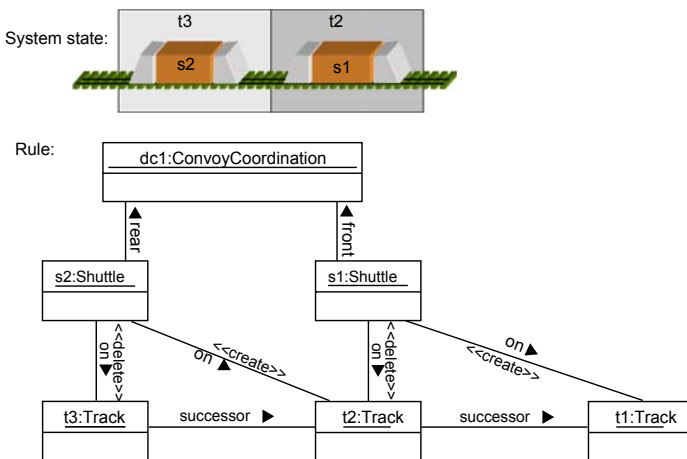 t3 t2
System state:
s2 s1
Rule:
dc1:ConvoyCoordination
rear
front
s2:Shuttle s1:Shuttle
on
<<delete>>
on
<<create>>
on
<<delete>>
on
<<create>>
t3:Track successor t2:Track successor t1:Track